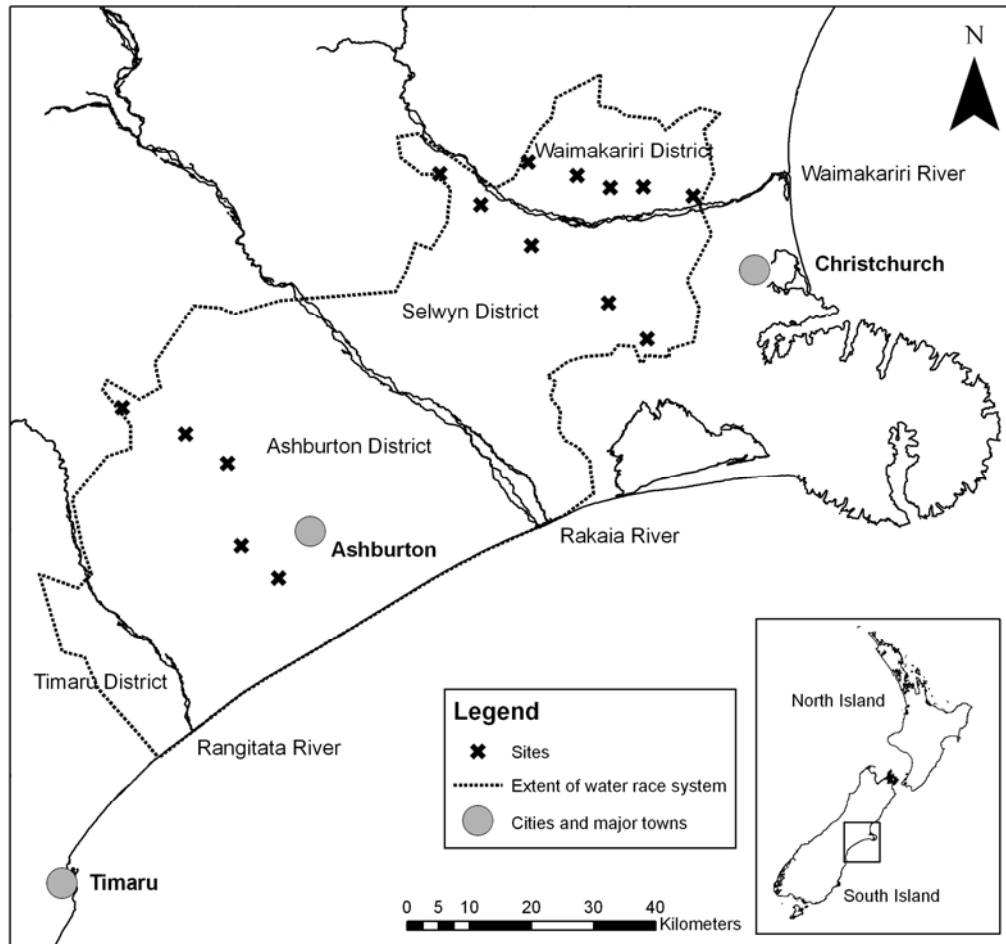 N
Waimakariri District
Waimakariri River
Christchurch
Selwyn District
Ashburton District
Ashburton
Rakaia River
Timaru District
Rangitata River
Timaru
Legend
Sites
Extent of water race system
Cities and major towns
0 5 10 20 30 40
Kilometers
North Island
South Island